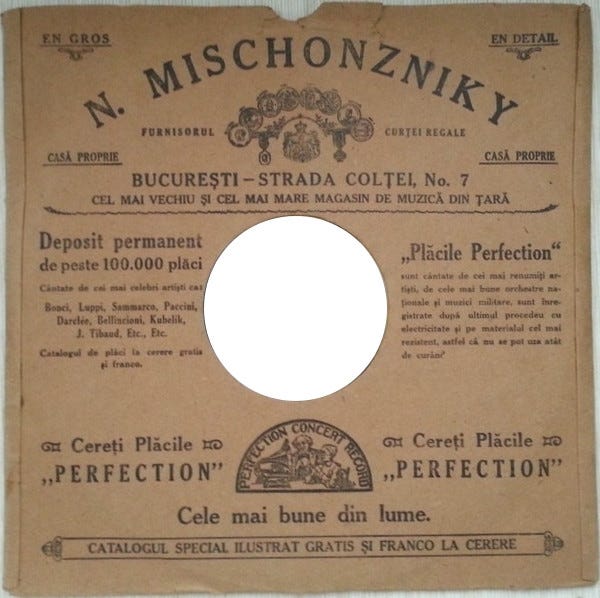 EN GROS
EN DETAIL
N. MISCHONZNIKY
FURNISORUL CURȚEI REGALE
CASĂ PROPRIE
CASĂ PROPRIE
BUCUREȘTI – STRADA COLȚEI, No. 7
CEL MAI VECHIU ȘI CEL MAI MARE MAGASIN DE MUZICĂ DIN ȚARĂ
Deposit permanent
de peste 100.000 plăci
Cântate de cei mai celebri artiști ca:
Bonci, Luppi, Sammarco, Paccini,
Darclée, Bellincioni, Kubelik,
J. Tibaud, Etc., Etc.
Catalogul de plăci la cerere gratis
și franco.
„Plăcile Perfection“
sunt cântate de cei mai renumiți ar-
tiști, de cele mai bune orchestre na-
ționale și muzici militare, sunt înre-
gistrate după ultimul procedeu cu
electricitate și pe materialul cel mai
rezistent, astfel că nu se pot uza atât
de curând
Cereți Plăcile
„PERFECTION”
PERFECTION CONCERT RECORD
Cereți Plăcile
„PERFECTION”
Cele mai bune din lume.
CATALOGUL SPECIAL ILUSTRAT GRATIS ȘI FRANCO LA CERERE